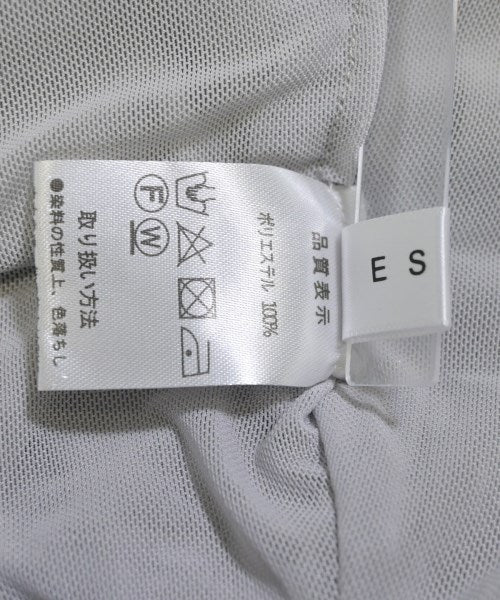 品質表示
ポリエステル 100%
F W
取り扱い方法
●染料の性質上、色落ちし
E S